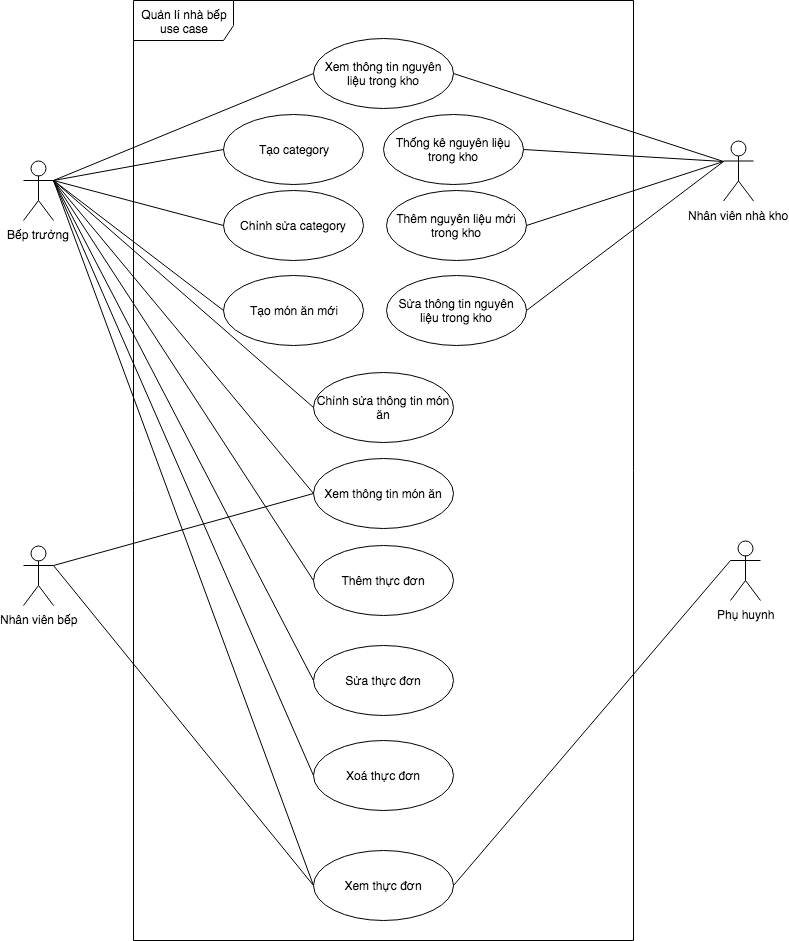 Quản lí nhà bếp
use case
Xem thông tin nguyên
liệu trong kho
Tạo category
Thống kê nguyên liệu
trong kho
Bếp trưởng
Nhân viên nhà kho
Chỉnh sửa category
Thêm nguyên liệu mới
trong kho
Tạo món ăn mới
Sửa thông tin nguyên
liệu trong kho
Chỉnh sửa thông tin món
ăn
Xem thông tin món ăn
Thêm thực đơn
Nhân viên bếp
Phụ huynh
Sửa thực đơn
Xoá thực đơn
Xem thực đơn